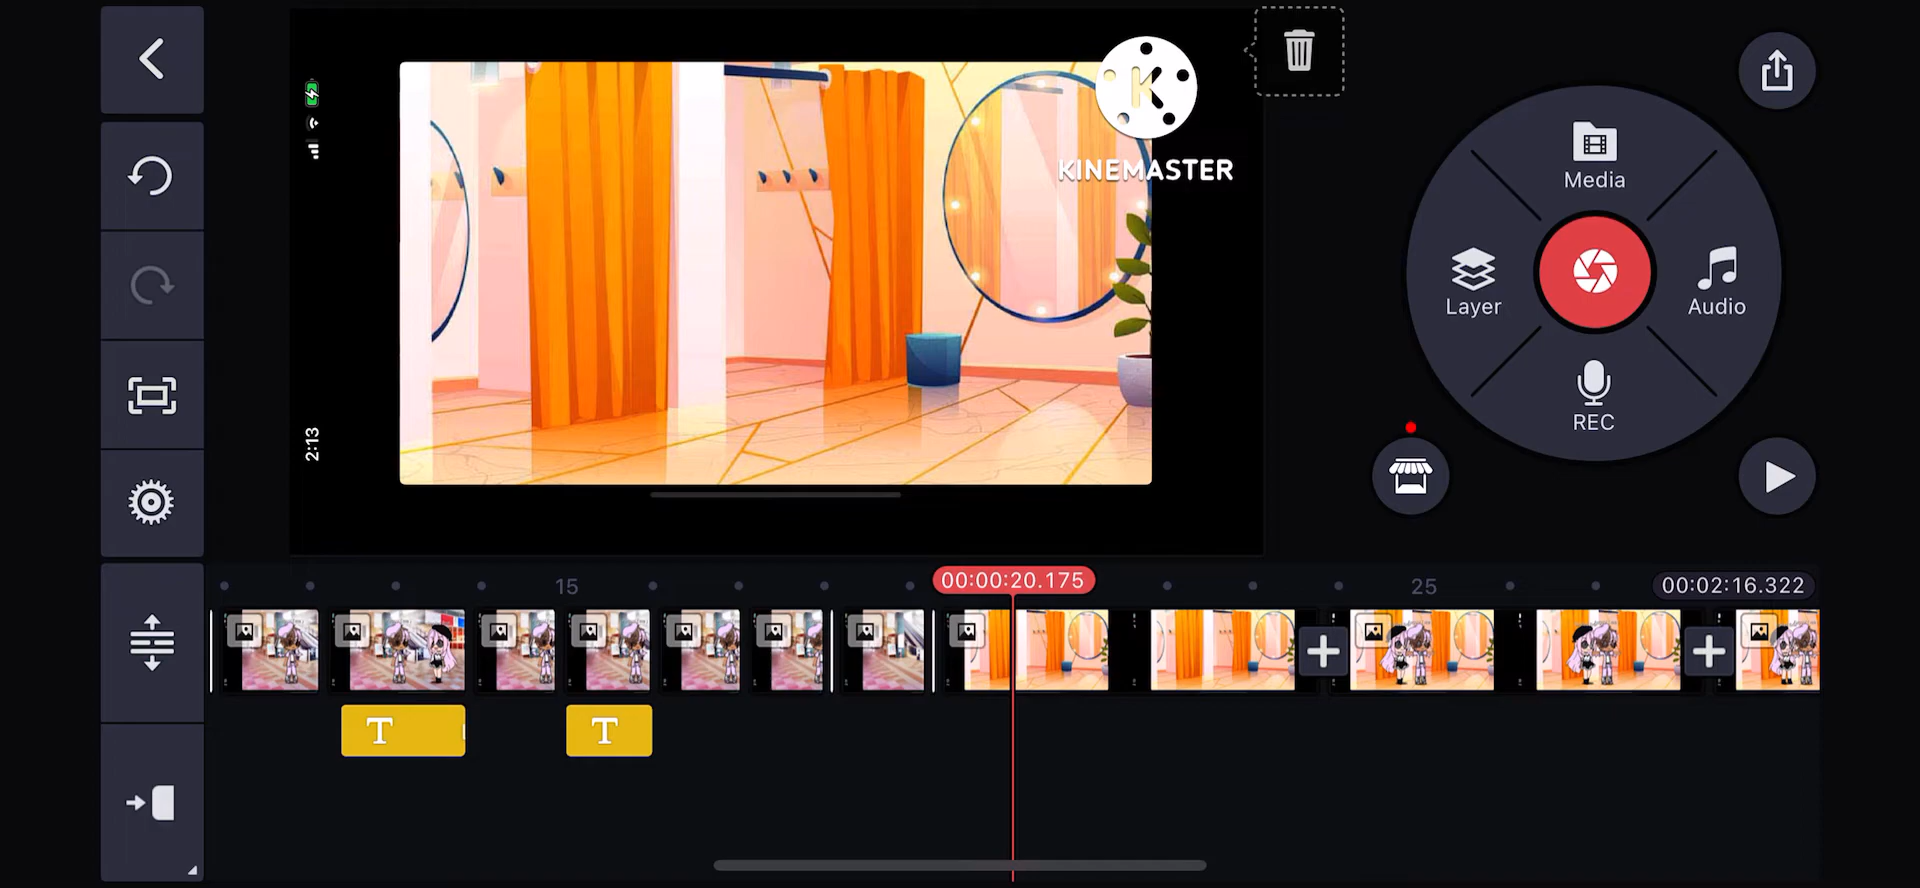 K
KINEMASTER
2:13
Media
Layer
Audio
REC
15
00:00:20.175
25
00:02:16.322
T
T